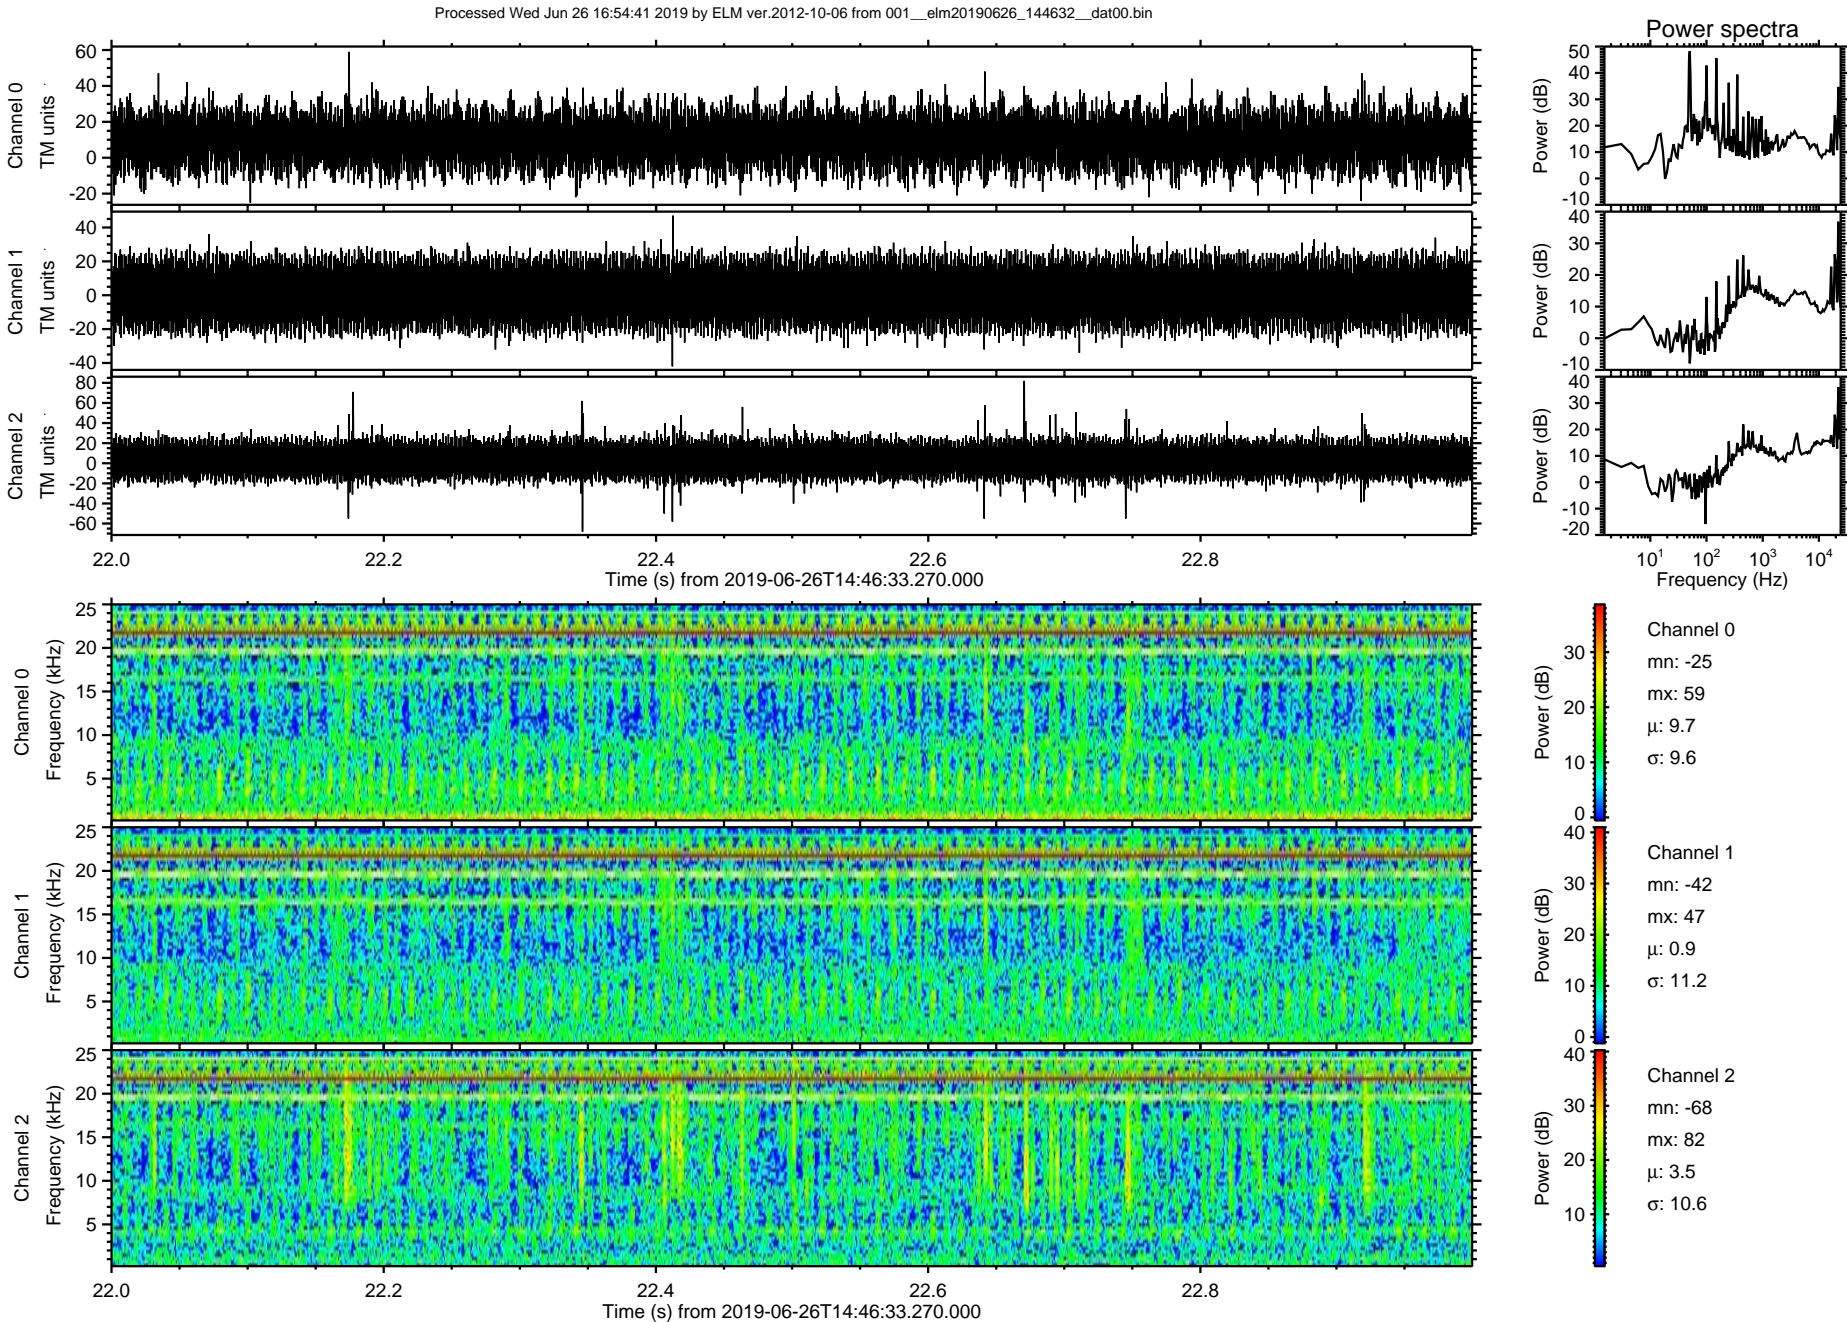 Processed Wed Jun 26 16:54:41 2019 by ELM ver.2012-10-06 from 001__elm20190626_144632__dat00.bin
Power spectra
Channel 0
TM units
60
40
20
0
-20
Power (dB)
50
40
30
20
10
0
-10
Channel 1
TM units
40
20
0
-20
-40
Power (dB)
40
30
20
10
0
-10
Channel 2
TM units
80
60
40
20
0
-20
-40
-60
Power (dB)
40
30
20
10
0
-10
-20
22.0 22.2 22.4 22.6 22.8
Time (s) from 2019-06-26T14:46:33.270.000
10¹ 10² 10³ 10⁴
Frequency (Hz)
Channel 0
Frequency (kHz)
25
20
15
10
5
Power (dB)
30
20
10
0
Channel 0
mn: -25
mx: 59
μ: 9.7
σ: 9.6
Channel 1
Frequency (kHz)
25
20
15
10
5
Power (dB)
40
30
20
10
0
Channel 1
mn: -42
mx: 47
μ: 0.9
σ: 11.2
Channel 2
Frequency (kHz)
25
20
15
10
5
Power (dB)
40
30
20
10
Channel 2
mn: -68
mx: 82
μ: 3.5
σ: 10.6
22.0 22.2 22.4 22.6 22.8
Time (s) from 2019-06-26T14:46:33.270.000